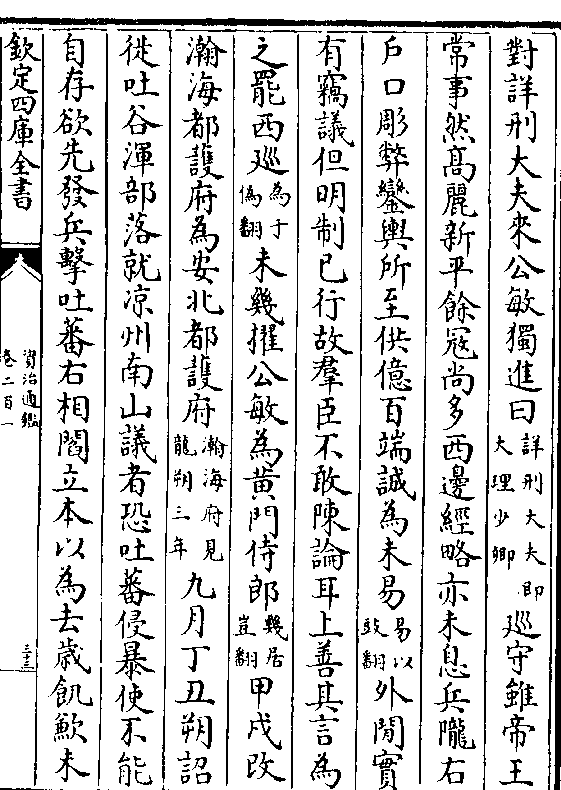 對詳刑大夫來公敏獨進曰詳刑大夫即大理少卿巡守雖帝王
常事然髙麗新平餘冦尚多西邊經略亦未息兵隴右
戶口彫弊鑾輿所至供億百端誠為未易易以豉翻外閒實
有竊議但明制已行故羣臣不敢陳論耳上善其言為
之罷西廵為于偽翻未幾擢公敏為黄門侍郎幾居豈翻甲戌改
瀚海都護府為安北都護府瀚海府見龍朔三年九月丁丑朔詔
徙吐谷渾部落就凉州南山議者恐吐蕃侵暴使不能
自存欲先發兵擊吐蕃右相閻立本以為去歳飢歉未
欽定四庫全書
資治通鑑
卷二百一
三十三